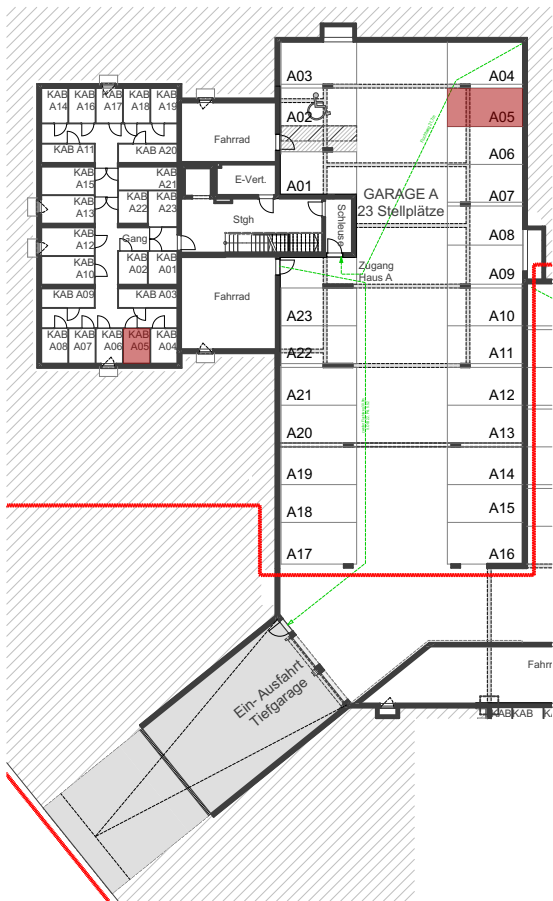 KAB
A14
KAB
A16
KAB
A17
KAB
A18
KAB
A19
KAB A11
KAB A20
KAB
A15
KAB
A21
KAB
A13
KAB
A22
KAB
A23
KAB
A12
Gang
KAB
A10
KAB
A02
KAB
A01
KAB A09
KAB A03
KAB
A08
KAB
A07
KAB
A06
KAB
A05
KAB
A04
Fahrrad
E-Vert.
Stgh
Schleuse
Fahrrad
A03
A02
A01
GARAGE A
23 Stellplätze
Zugang
Haus A
A04
A05
A06
A07
A08
A09
A23
A10
A22
A11
A21
A12
A20
A13
A19
A14
A18
A15
A17
A16
Ein- Ausfahrt
Tiefgarage
Fahrr
KAB
KAB